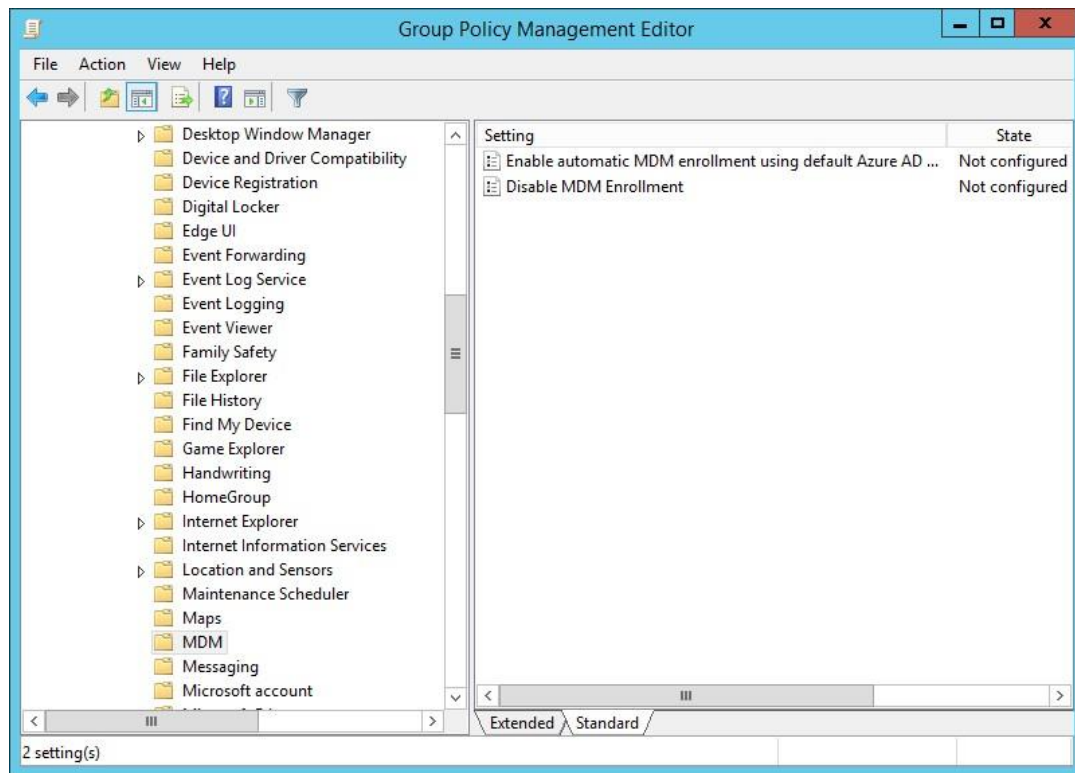 Group Policy Management Editor
File Action View Help
Desktop Window Manager
Device and Driver Compatibility
Device Registration
Digital Locker
Edge UI
Event Forwarding
Event Log Service
Event Logging
Event Viewer
Family Safety
File Explorer
File History
Find My Device
Game Explorer
Handwriting
HomeGroup
Internet Explorer
Internet Information Services
Location and Sensors
Maintenance Scheduler
Maps
MDM
Messaging
Microsoft account
Setting State
Enable automatic MDM enrollment using default Azure AD ... Not configured
Disable MDM Enrollment Not configured
Extended Standard
2 setting(s)